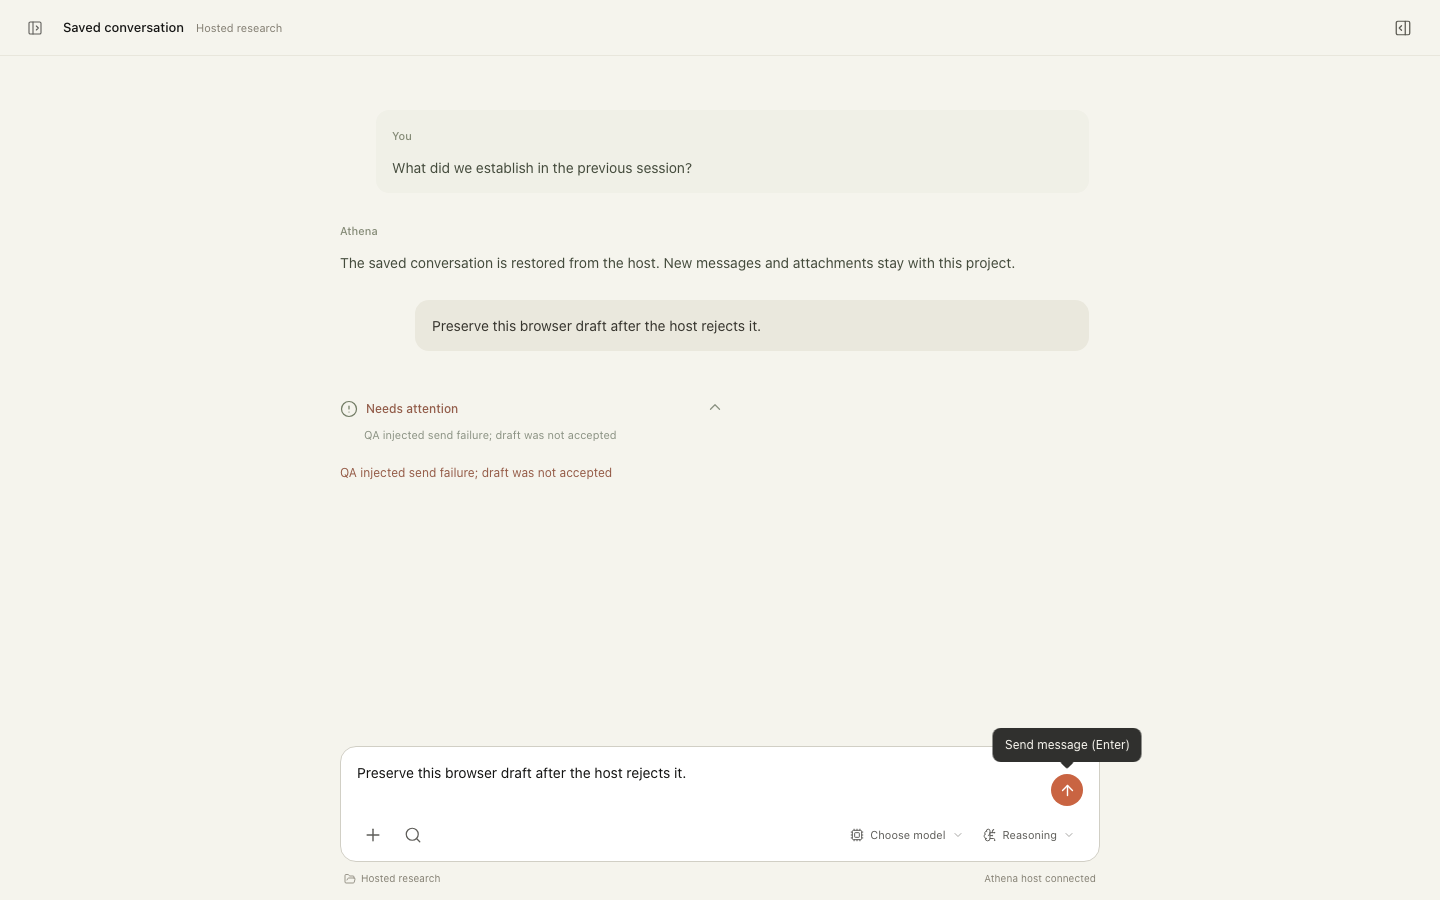 Saved conversation Hosted research
You
What did we establish in the previous session?
Athena
The saved conversation is restored from the host. New messages and attachments stay with this project.
Preserve this browser draft after the host rejects it.
Needs attention
QA injected send failure; draft was not accepted
QA injected send failure; draft was not accepted
Send message (Enter)
Preserve this browser draft after the host rejects it.
Choose model Reasoning
Hosted research Athena host connected